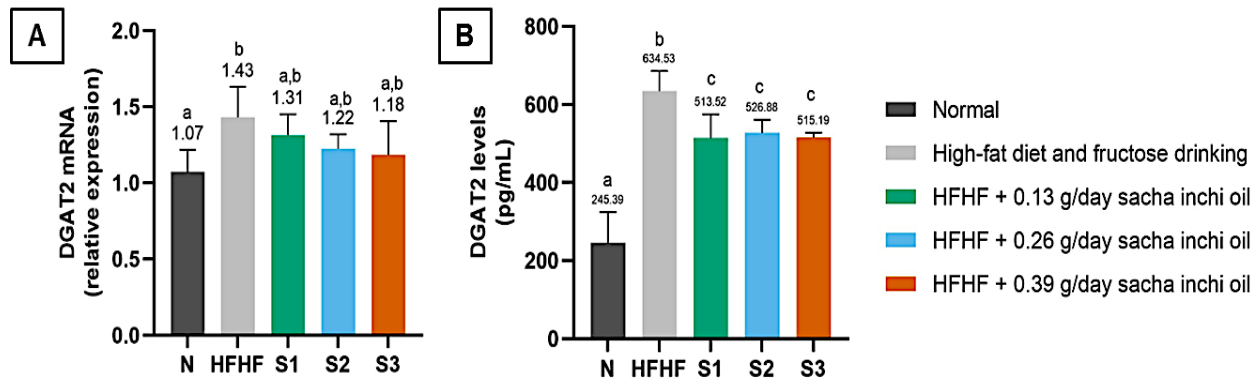 A
DGAT2 mRNA
(relative expression)
2.0
1.5
1.0
0.5
0.0
a
1.07
b
1.43
a,b
1.31
a,b
1.22
a,b
1.18
N HFHF S1 S2 S3
B
DGAT2 levels
(pg/mL)
800
600
400
200
0
a
245.39
b
634.53
c
513.52
c
526.88
c
515.19
N HFHF S1 S2 S3
Normal
High-fat diet and fructose drinking
HFHF + 0.13 g/day sacha inchi oil
HFHF + 0.26 g/day sacha inchi oil
HFHF + 0.39 g/day sacha inchi oil